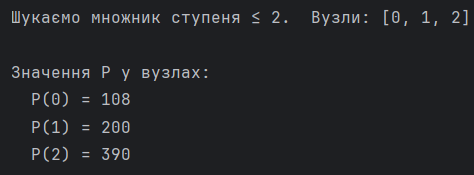 Шукаємо множник ступеня ≤ 2.  Вузли: [0, 1, 2]
Значення P у вузлах:
P(0) = 108
P(1) = 200
P(2) = 390